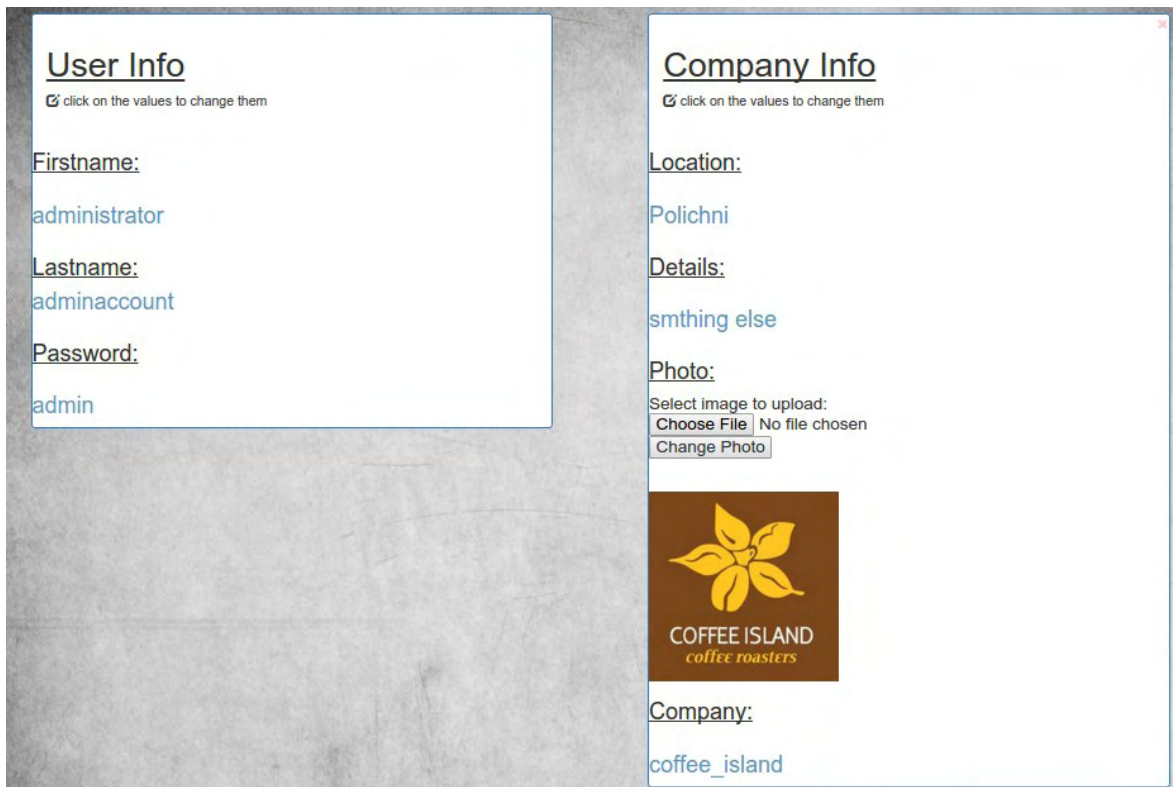 User Info
click on the values to change them
Firstname:
administrator
Lastname:
adminaccount
Password:
admin
Company Info
click on the values to change them
Location:
Polichni
Details:
smthing else
Photo:
Select image to upload:
Choose File No file chosen
Change Photo
COFFEE ISLAND
coffee roasters
Company:
coffee_island